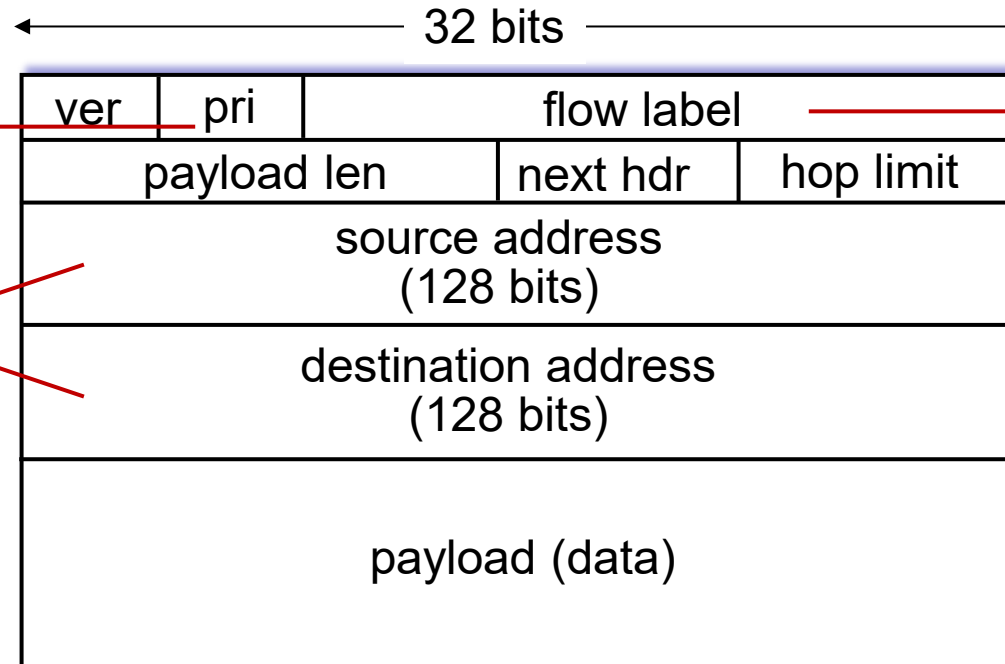 32 bits
ver pri flow label
payload len next hdr hop limit
source address
(128 bits)
destination address
(128 bits)
payload (data)